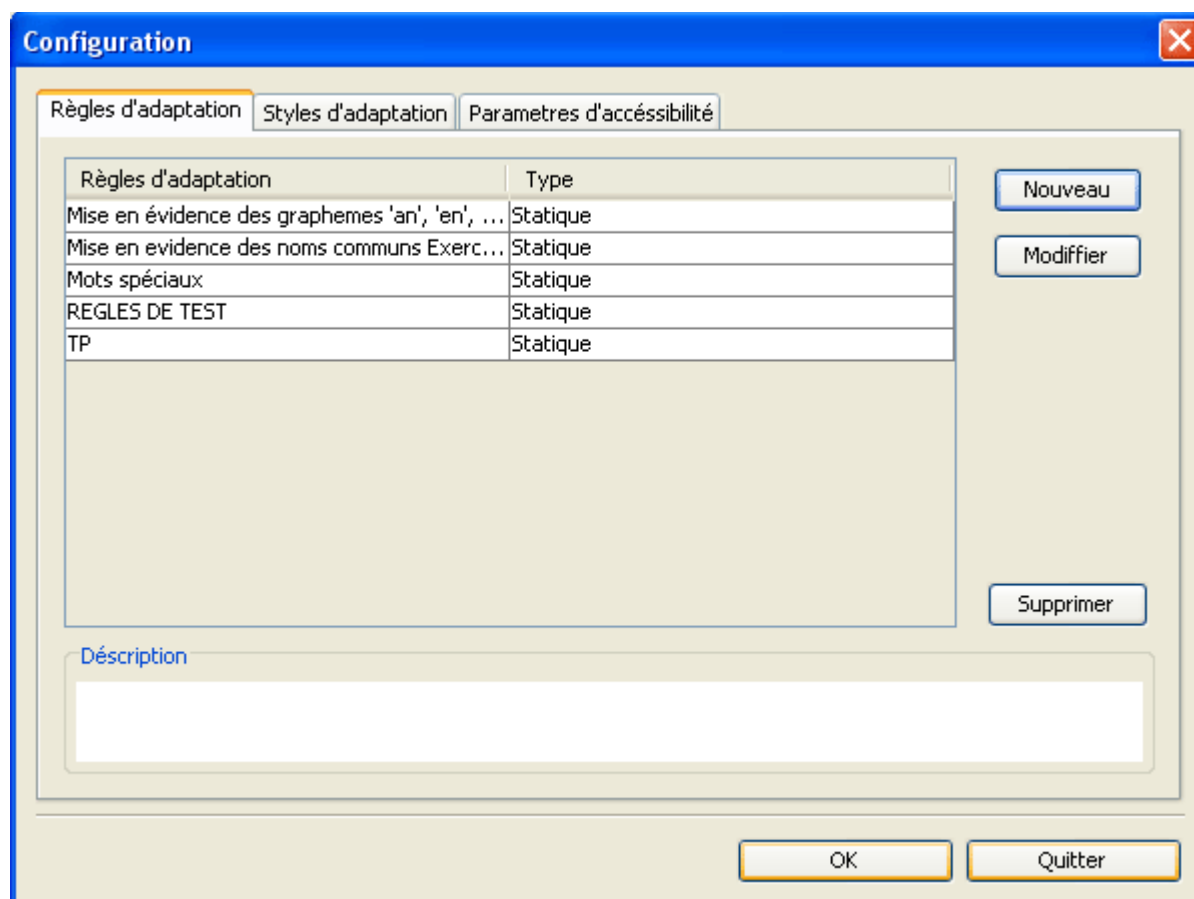 Configuration
Règles d'adaptation Styles d'adaptation Parametres d'accéssibilité
Règles d'adaptation Type
Mise en évidence des graphemes 'an', 'en', ... Statique
Mise en evidence des noms communs Exerc... Statique
Mots spéciaux Statique
REGLES DE TEST Statique
TP Statique
Nouveau
Modiffier
Supprimer
Déscription
OK Quitter